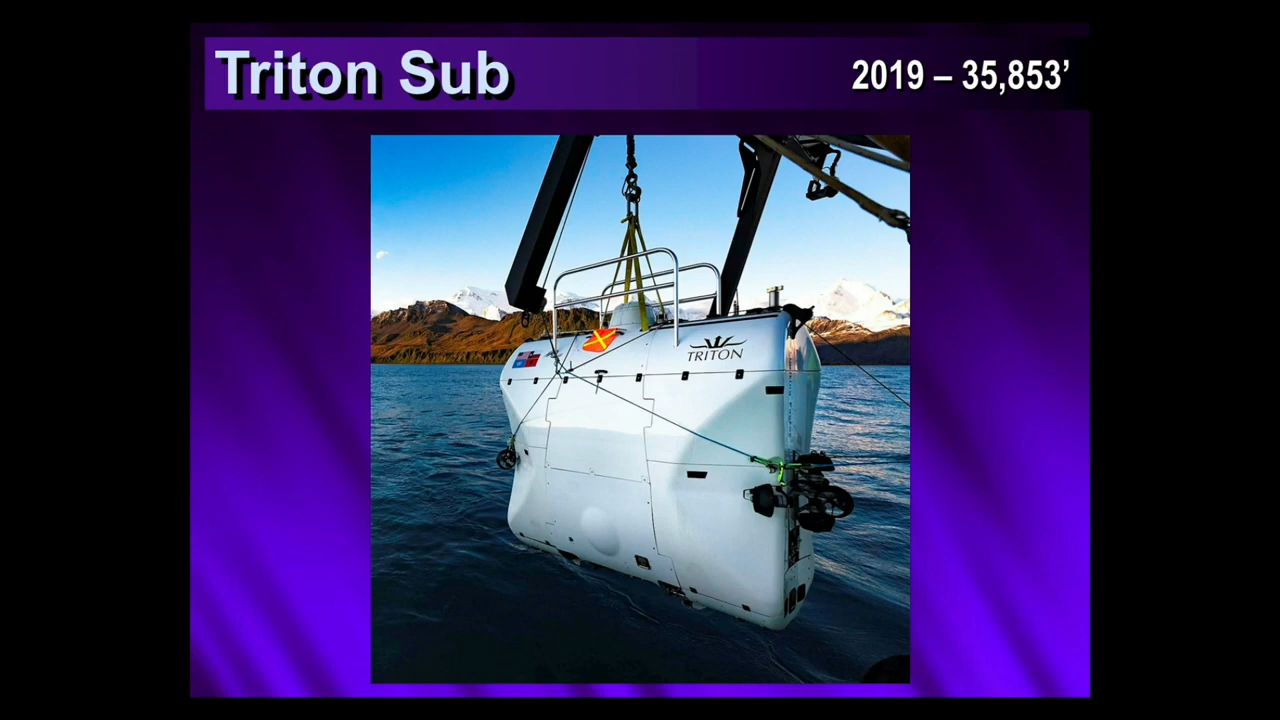 Triton Sub
2019 – 35,853’
TRITON